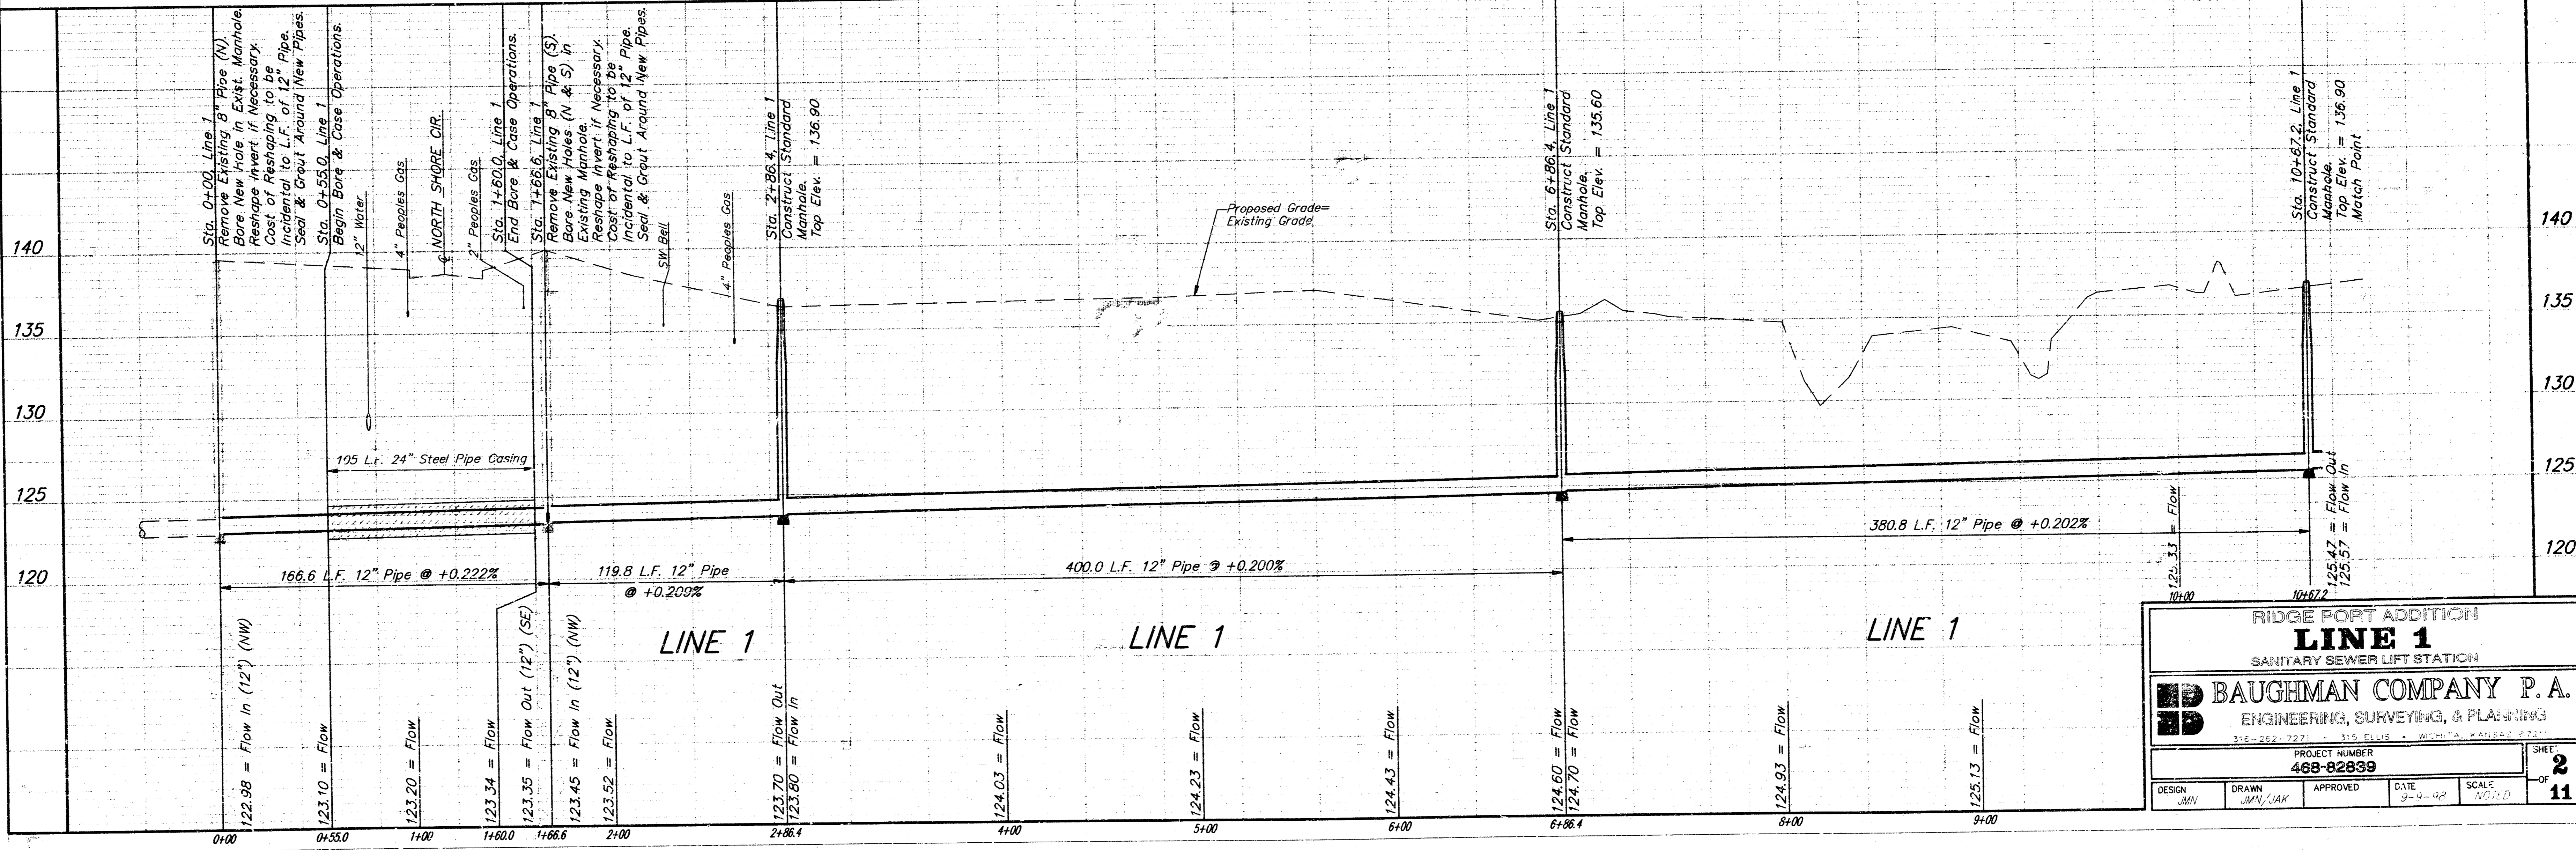 Sta. 0+00, Line 1
Remove Existing 8" Pipe (N).
Bore New Hole in Exist. Manhole.
Reshape Invert if Necessary.
Cost of Reshaping to be
Incidental to L.F. of 12" Pipe.
Seal & Grout Around New Pipes.
Sta. 0+55.0, Line 1
Begin Bore & Case Operations.
12" Water
4" Peoples Gas
℄ NORTH SHORE CIR.
2" Peoples Gas
Sta. 1+60.0, Line 1
End Bore & Case Operations.
Sta. 1+66.6, Line 1
Remove Existing 8" Pipe (S).
Bore New Holes (N & S) in
Existing Manhole.
Reshape Invert if Necessary.
Cost of Reshaping to be
Incidental to L.F. of 12" Pipe.
Seal & Grout Around New Pipes.
SW Bell
4" Peoples Gas
Sta. 2+86.4, Line 1
Construct Standard
Manhole.
Top Elev. = 136.90
Proposed Grade=
Existing Grade
Sta. 6+86.4, Line 1
Construct Standard
Manhole.
Top Elev. = 135.60
Sta. 10+67.2, Line 1
Construct Standard
Manhole.
Top Elev. = 136.90
Match Point
140
135
130
125
120
140
135
130
125
120
105 L.F. 24" Steel Pipe Casing
166.6 L.F. 12" Pipe @ +0.222%
119.8 L.F. 12" Pipe
@ +0.209%
400.0 L.F. 12" Pipe @ +0.200%
380.8 L.F. 12" Pipe @ +0.202%
LINE 1
LINE 1
LINE 1
122.98 = Flow In (12") (NW)
123.10 = Flow
123.20 = Flow
123.34 = Flow
123.35 = Flow Out (12") (SE)
123.45 = Flow In (12") (NW)
123.52 = Flow
123.70 = Flow Out
123.80 = Flow In
124.03 = Flow
124.23 = Flow
124.43 = Flow
124.60 = Flow
124.70 = Flow
124.93 = Flow
125.13 = Flow
125.33 = Flow
125.47 = Flow Out
125.57 = Flow In
0+00
0+55.0
1+00
1+60.0
1+66.6
2+00
2+86.4
4+00
5+00
6+00
6+86.4
8+00
9+00
10+00
10+67.2
RIDGE PORT ADDITION
LINE 1
SANITARY SEWER LIFT STATION
BAUGHMAN COMPANY P. A.
ENGINEERING, SURVEYING, & PLANNING
316-262-7271 • 315 ELLIS • WICHITA, KANSAS
PROJECT NUMBER
468-82839
SHEET
2
OF
11
DESIGN
JMN
DRAWN
JMN/JAK
APPROVED
DATE
9-9-98
SCALE
NOTED